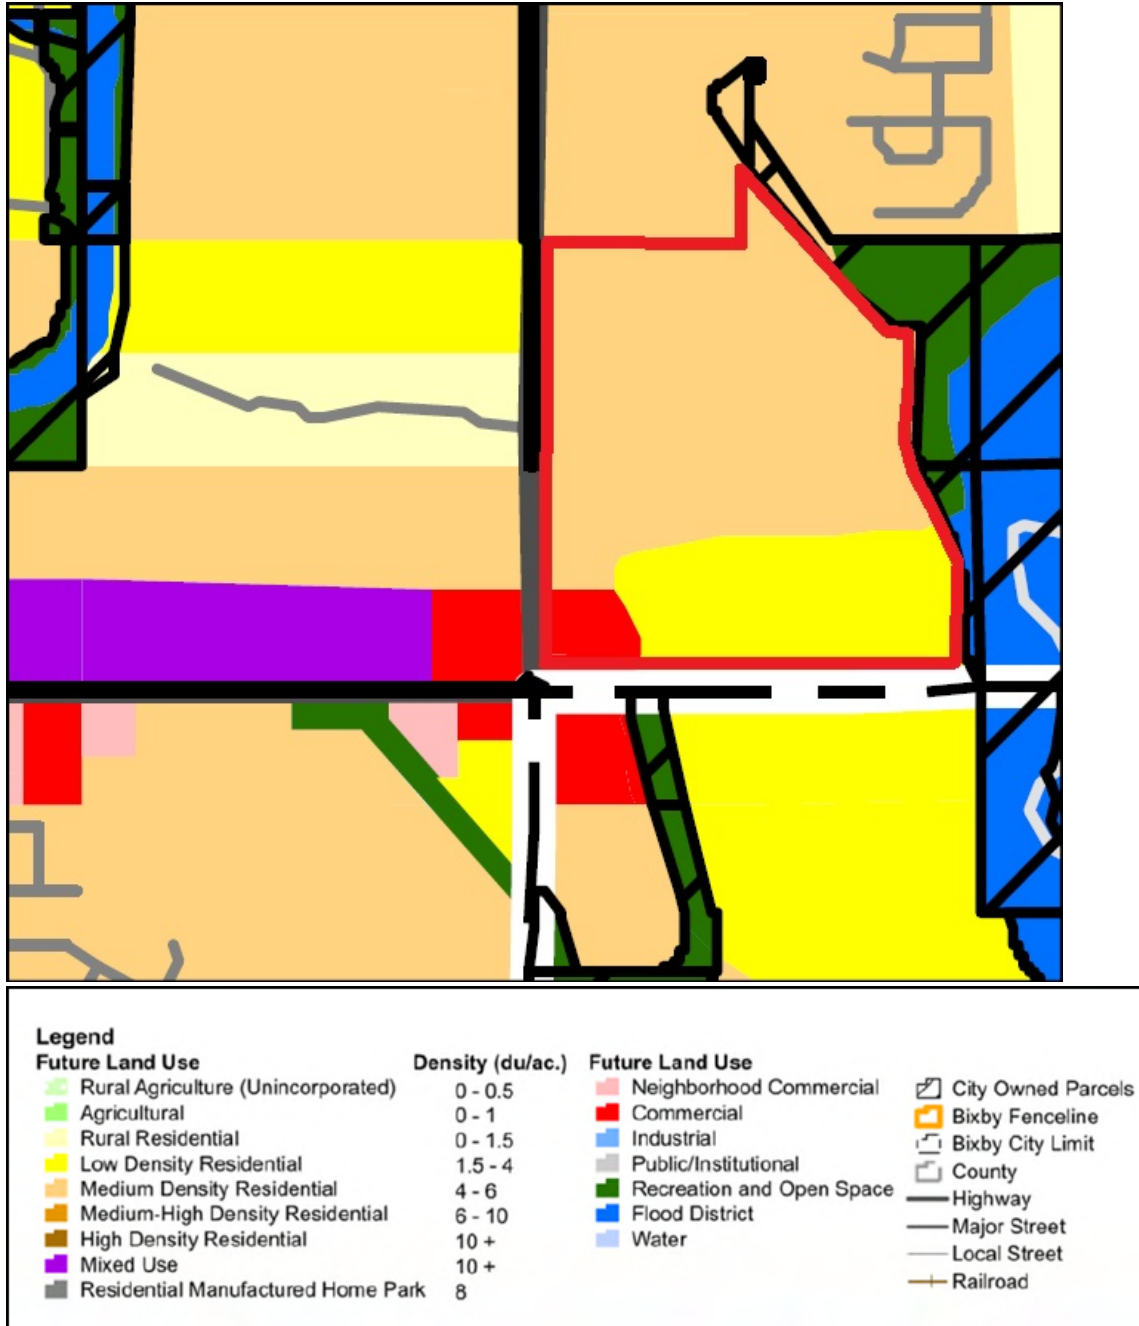 Legend
Future Land Use Density (du/ac.)
Rural Agriculture (Unincorporated) 0 - 0.5
Agricultural 0 - 1
Rural Residential 0 - 1.5
Low Density Residential 1.5 - 4
Medium Density Residential 4 - 6
Medium-High Density Residential 6 - 10
High Density Residential 10 +
Mixed Use 10 +
Residential Manufactured Home Park 8
Future Land Use
Neighborhood Commercial
Commercial
Industrial
Public/Institutional
Recreation and Open Space
Flood District
Water
City Owned Parcels
Bixby Fenceline
Bixby City Limit
County
Highway
Major Street
Local Street
Railroad